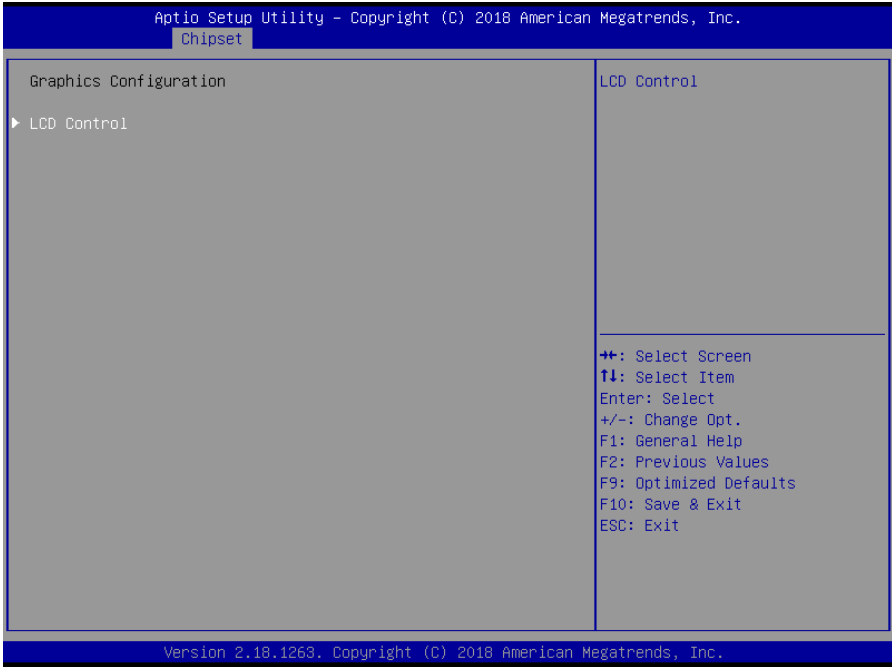 Aptio Setup Utility – Copyright (C) 2018 American Megatrends, Inc.
Chipset
Graphics Configuration
LCD Control
LCD Control
→←: Select Screen
↑↓: Select Item
Enter: Select
+/-: Change Opt.
F1: General Help
F2: Previous Values
F9: Optimized Defaults
F10: Save & Exit
ESC: Exit
Version 2.18.1263. Copyright (C) 2018 American Megatrends, Inc.